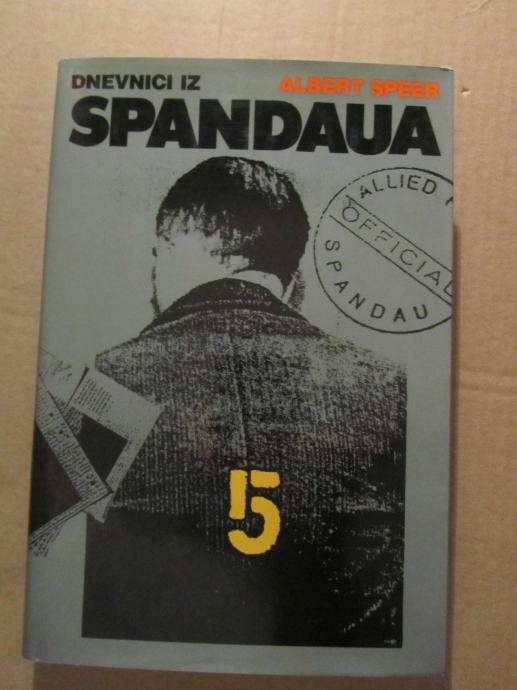 DNEVNICI IZ
ALBERT SPEER
SPANDAUA
ALLIED
OFFICIAL
SPANDAU
5